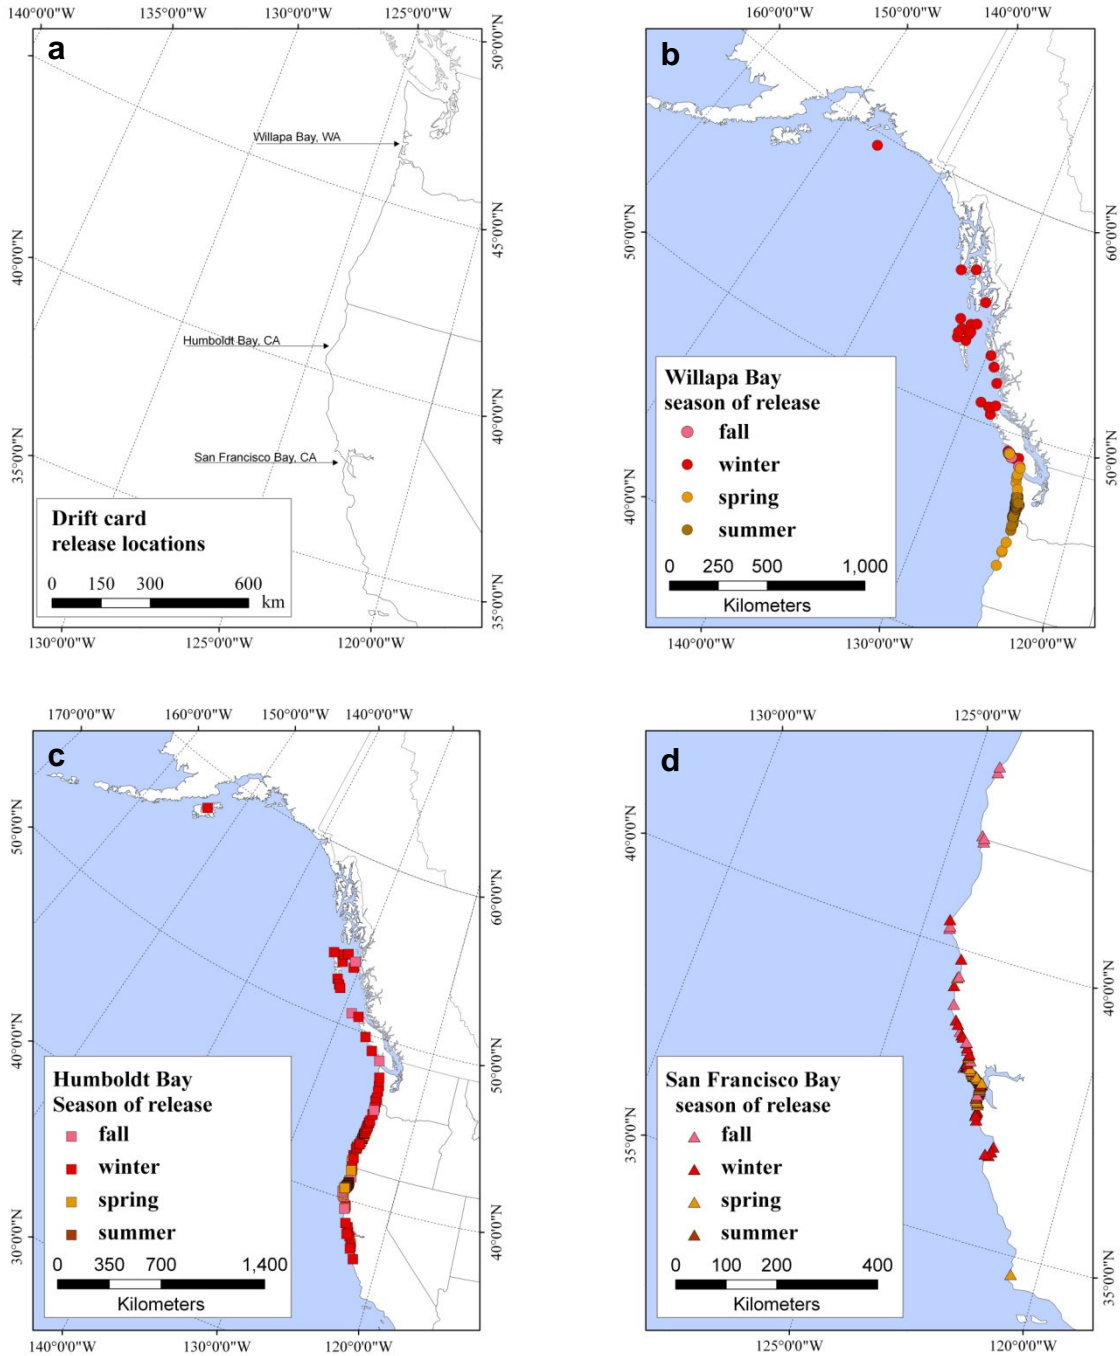 140°0'0"W 135°0'0"W 130°0'0"W 125°0'0"W
a
50°0'0"N
Willapa Bay, WA
45°0'0"N
40°0'0"N
Humboldt Bay, CA
40°0'0"N
San Francisco Bay, CA
35°0'0"N
Drift card
release locations
0 150 300 600
km
35°0'0"N
130°0'0"W 125°0'0"W 120°0'0"W
160°0'0"W 150°0'0"W 140°0'0"W
b
50°0'0"N
60°0'0"N
Willapa Bay
season of release
fall
winter
spring
summer
40°0'0"N
50°0'0"N
0 250 500 1,000
Kilometers
140°0'0"W 130°0'0"W 120°0'0"W
170°0'0"W 160°0'0"W 150°0'0"W 140°0'0"W
c
50°0'0"N
60°0'0"N
40°0'0"N
50°0'0"N
Humboldt Bay
Season of release
fall
winter
spring
summer
30°0'0"N
40°0'0"N
0 350 700 1,400
Kilometers
140°0'0"W 130°0'0"W 120°0'0"W
130°0'0"W 125°0'0"W
d
40°0'0"N
40°0'0"N
San Francisco Bay
season of release
fall
winter
spring
summer
35°0'0"N
35°0'0"N
0 100 200 400
Kilometers
125°0'0"W 120°0'0"W